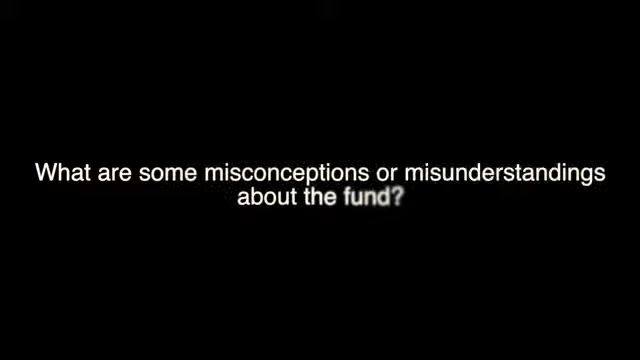 What are some misconceptions or misunderstandings
about the fund?